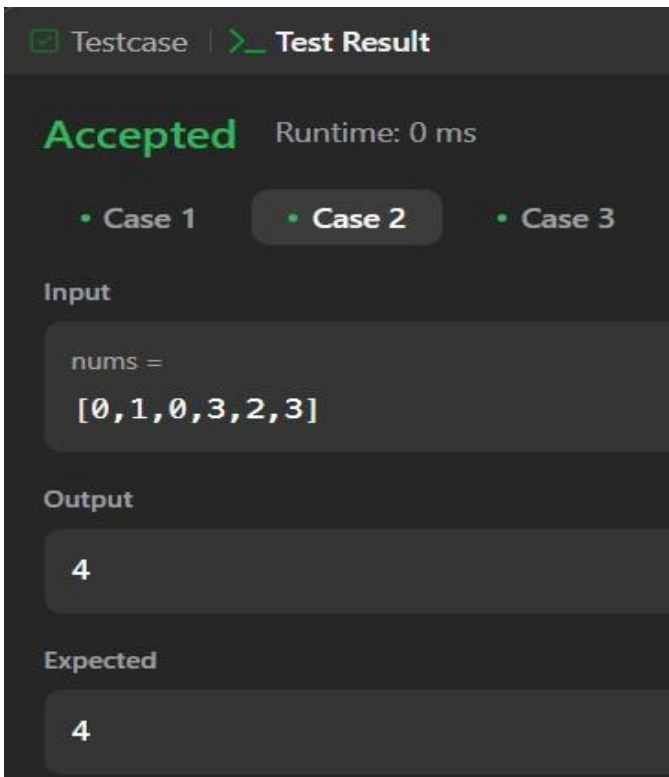 Testcase | >_ Test Result
Accepted Runtime: 0 ms
• Case 1 • Case 2 • Case 3
Input
nums =
[0,1,0,3,2,3]
Output
4
Expected
4